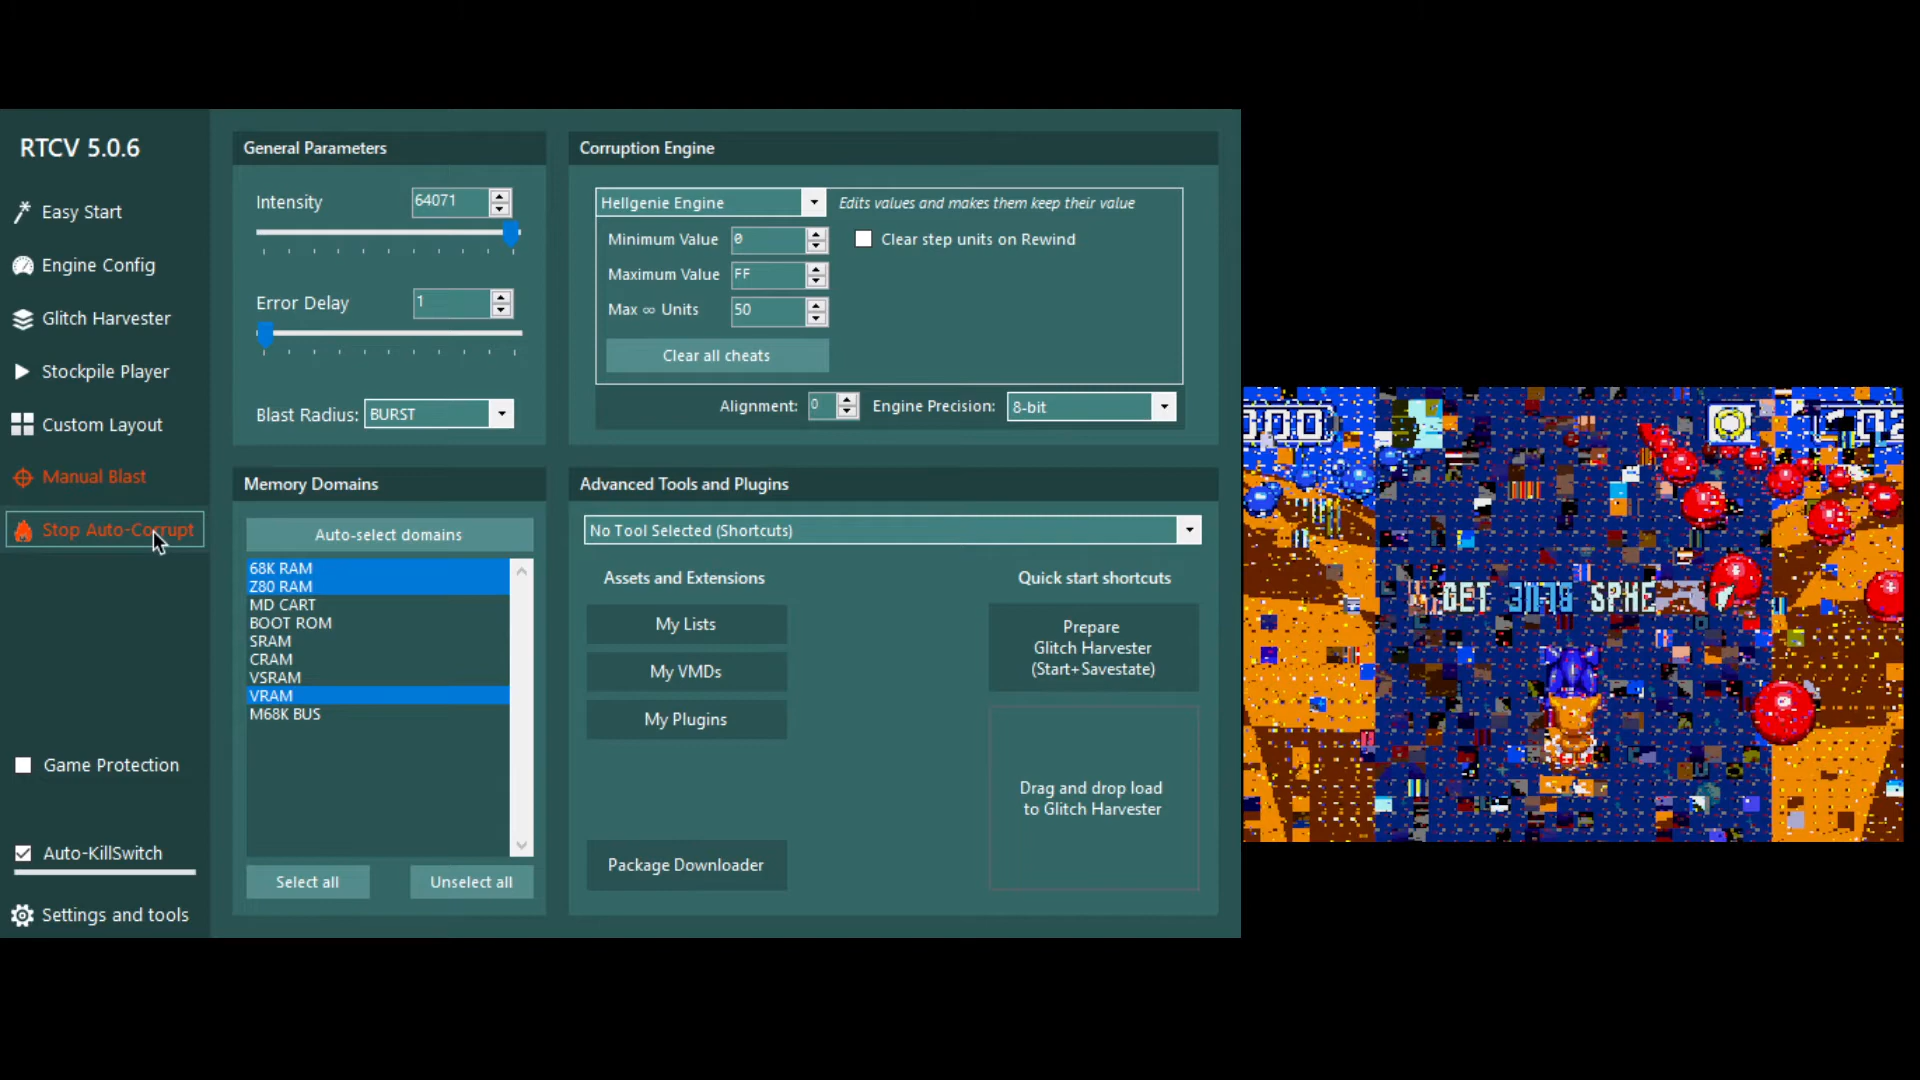 RTCV 5.0.6
Easy Start
Engine Config
Glitch Harvester
Stockpile Player
Custom Layout
Manual Blast
Stop Auto-Corrupt
Game Protection
Auto-KillSwitch
Settings and tools
General Parameters
Intensity 64071
Error Delay 1
Blast Radius: BURST
Memory Domains
Auto-select domains
68K RAM
Z80 RAM
MD CART
BOOT ROM
SRAM
CRAM
VSRAM
VRAM
M68K BUS
Select all Unselect all
Corruption Engine
Hellgenie Engine Edits values and makes them keep their value
Minimum Value 0 Clear step units on Rewind
Maximum Value FF
Max ∞ Units 50
Clear all cheats
Alignment: 0 Engine Precision: 8-bit
Advanced Tools and Plugins
No Tool Selected (Shortcuts)
Assets and Extensions
My Lists
My VMDs
My Plugins
Package Downloader
Quick start shortcuts
Prepare
Glitch Harvester
(Start+Savestate)
Drag and drop load
to Glitch Harvester
GET SPHE